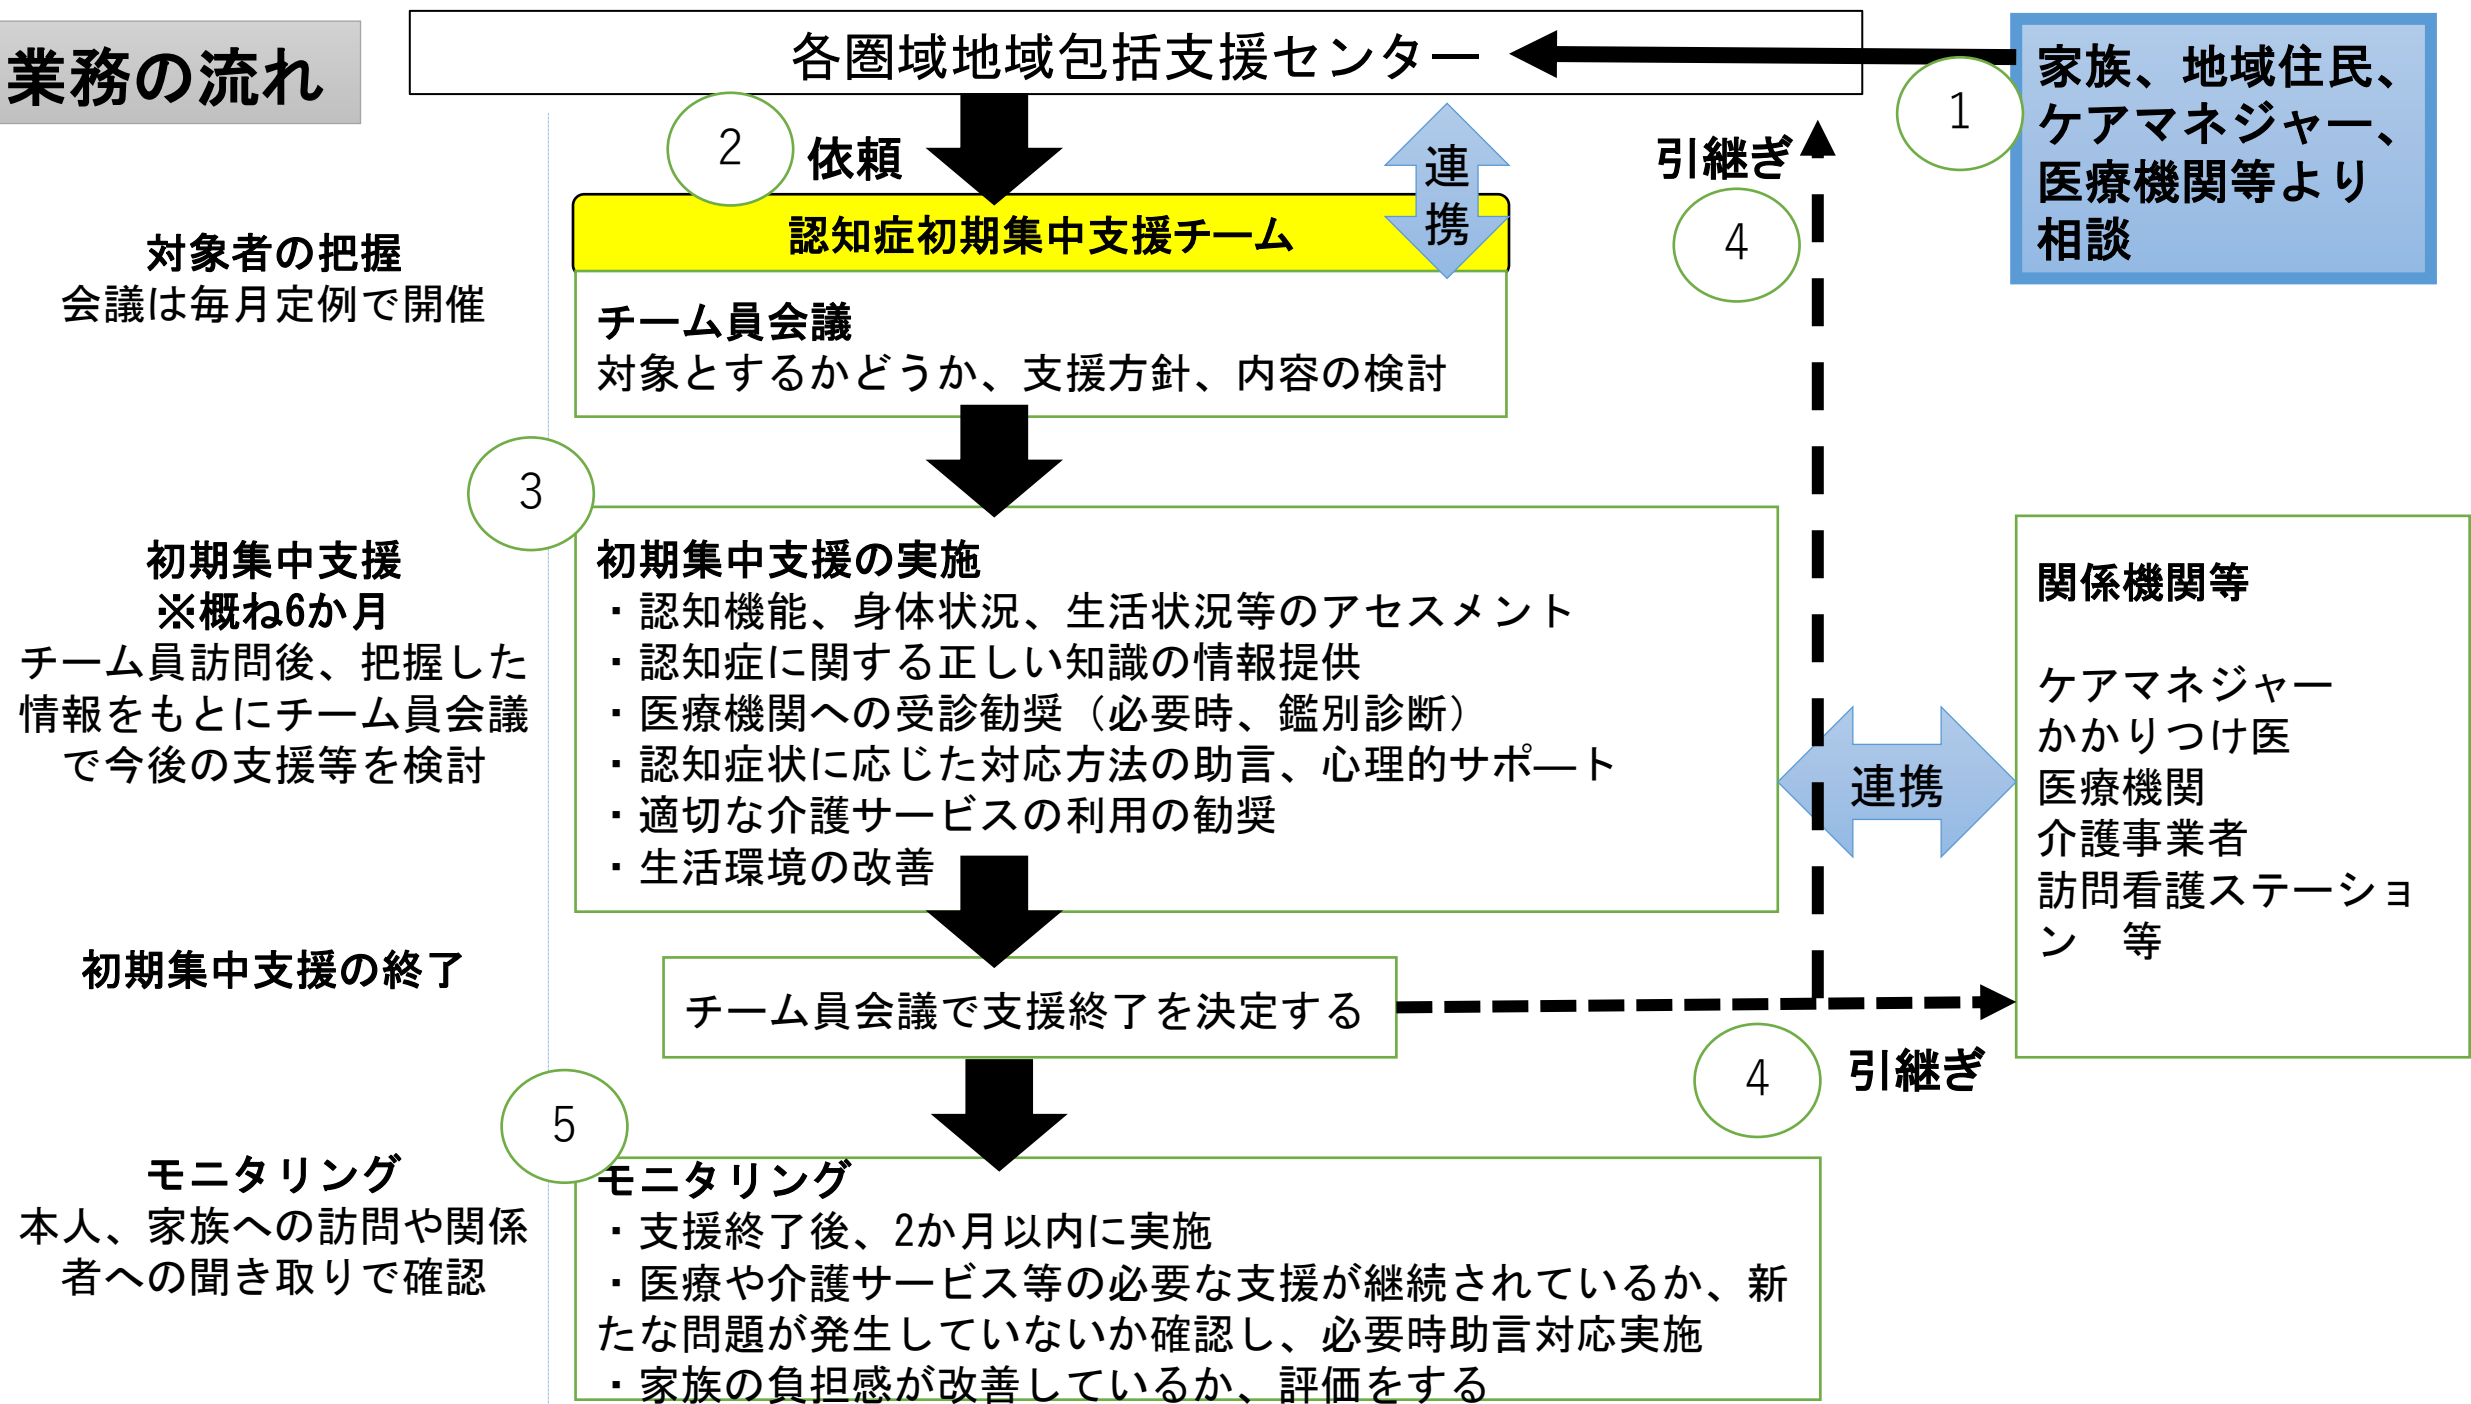 業務の流れ
各圏域地域包括支援センター
1
家族、地域住民、
ケアマネジャー、
医療機関等より
相談
2
依頼
連
携
引継ぎ
4
認知症初期集中支援チーム
対象者の把握
会議は毎月定例で開催
チーム員会議
対象とするかどうか、支援方針、内容の検討
3
初期集中支援
※概ね6か月
チーム員訪問後、把握した
情報をもとにチーム員会議
で今後の支援等を検討
初期集中支援の実施
・認知機能、身体状況、生活状況等のアセスメント
・認知症に関する正しい知識の情報提供
・医療機関への受診勧奨（必要時、鑑別診断）
・認知症状に応じた対応方法の助言、心理的サポート
・適切な介護サービスの利用の勧奨
・生活環境の改善
連携
関係機関等
ケアマネジャー
かかりつけ医
医療機関
介護事業者
訪問看護ステーショ
ン　等
初期集中支援の終了
チーム員会議で支援終了を決定する
4
引継ぎ
5
モニタリング
本人、家族への訪問や関係
者への聞き取りで確認
モニタリング
・支援終了後、2か月以内に実施
・医療や介護サービス等の必要な支援が継続されているか、新
たな問題が発生していないか確認し、必要時助言対応実施
・家族の負担感が改善しているか、評価をする